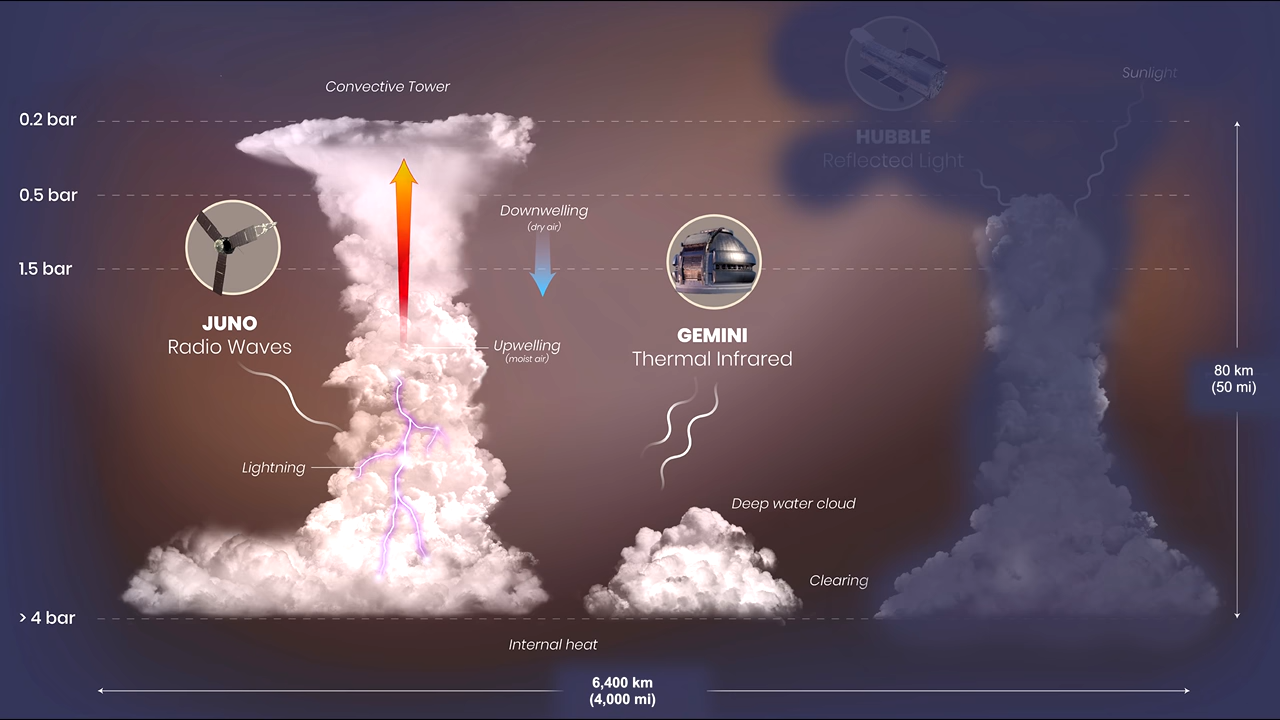 Convective Tower
Sunlight
0.2 bar
HUBBLE
Reflected Light
0.5 bar
Downwelling
(dry air)
1.5 bar
JUNO
Radio Waves
GEMINI
Thermal Infrared
Upwelling
(moist air)
80 km
(50 mi)
Lightning
Deep water cloud
Clearing
> 4 bar
Internal heat
6,400 km
(4,000 mi)